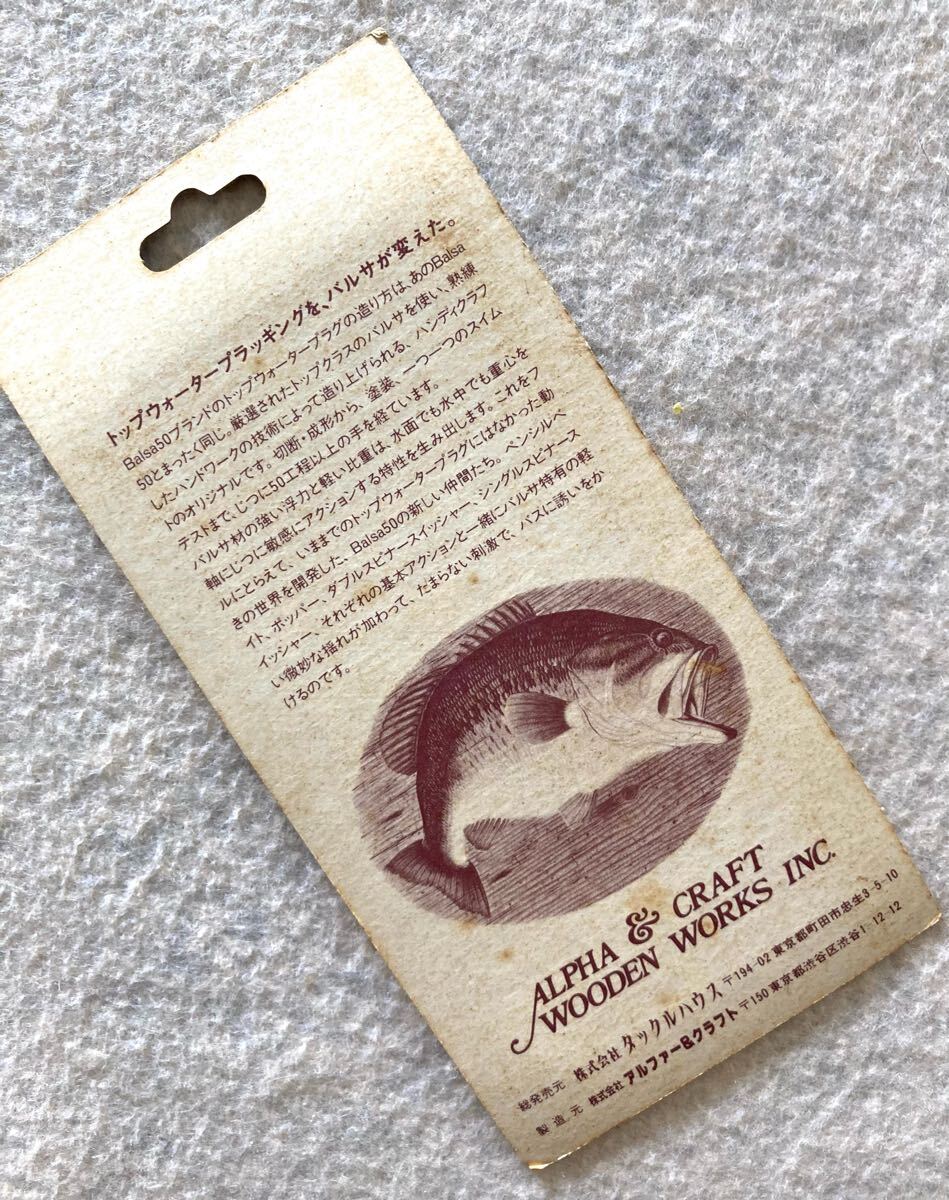 トップウォータープラッギングを、バルサが変えた。
Balsa50ブランドのトップウォータープラグの造り方は、あのBalsa
50とまったく同じ。厳選されたトップクラスのバルサを使い、熟練
したハンドワークの技術によって造り上げられる、ハンディクラフ
トのオリジナルです。切断・成形から、塗装、一つ一つのスイム
テストまで、じつに50工程以上の手を経ています。
バルサ材の強い浮力と軽い比重は、水面でも水中でも重心を
軸にじつに敏感にアクションする特性を生み出します。これをフ
ルにとらえて、いままでのトップウォータープラグにはなかった動
きの世界を開発した、Balsa50の新しい仲間たち。ペンシルベ
イト、ポッパー、ダブルスピナースイッシャー、シングルスピナース
イッシャー、それぞれの基本アクションと一緒にバルサ特有の軽
い微妙な揺れが加わって、たまらない刺激で、バスに誘いをか
けるのです。
ALPHA & CRAFT
WOODEN WORKS INC.
総発売元 株式会社 タックルハウス 〒194-02 東京都町田市忠生3-5-10
製造元 株式会社 アルファー&クラフト 〒150 東京都渋谷区渋谷1-12-12